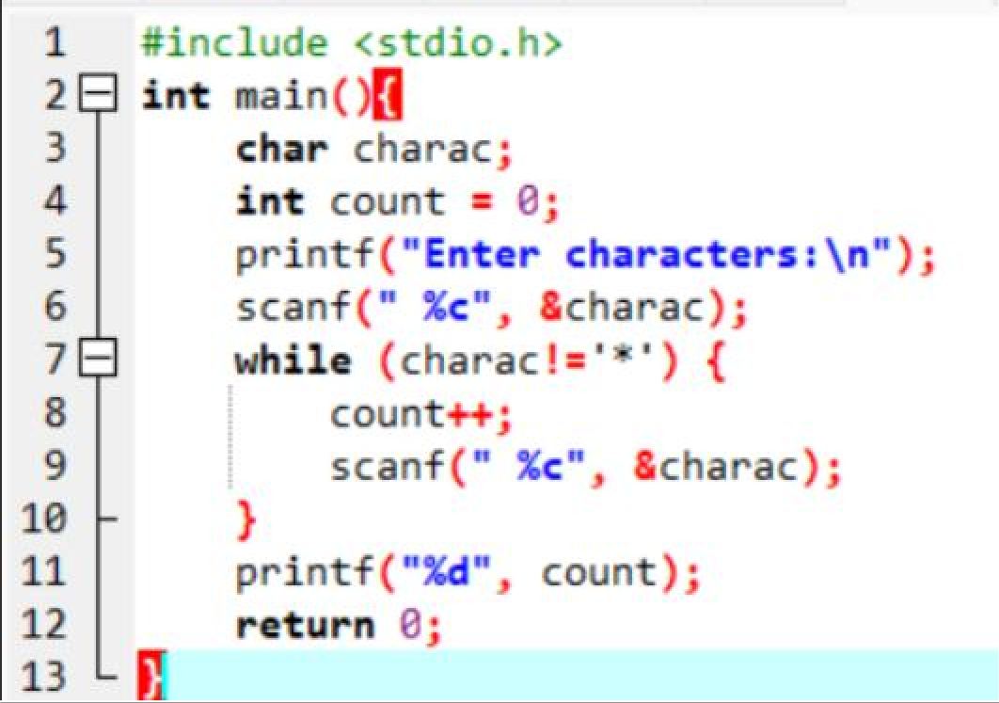 1 #include <stdio.h>
2 int main(){
3 char charac;
4 int count = 0;
5 printf("Enter characters:\n");
6 scanf(" %c", &charac);
7 while (charac!='*') {
8 count++;
9 scanf(" %c", &charac);
10 }
11 printf("%d", count);
12 return 0;
13 }